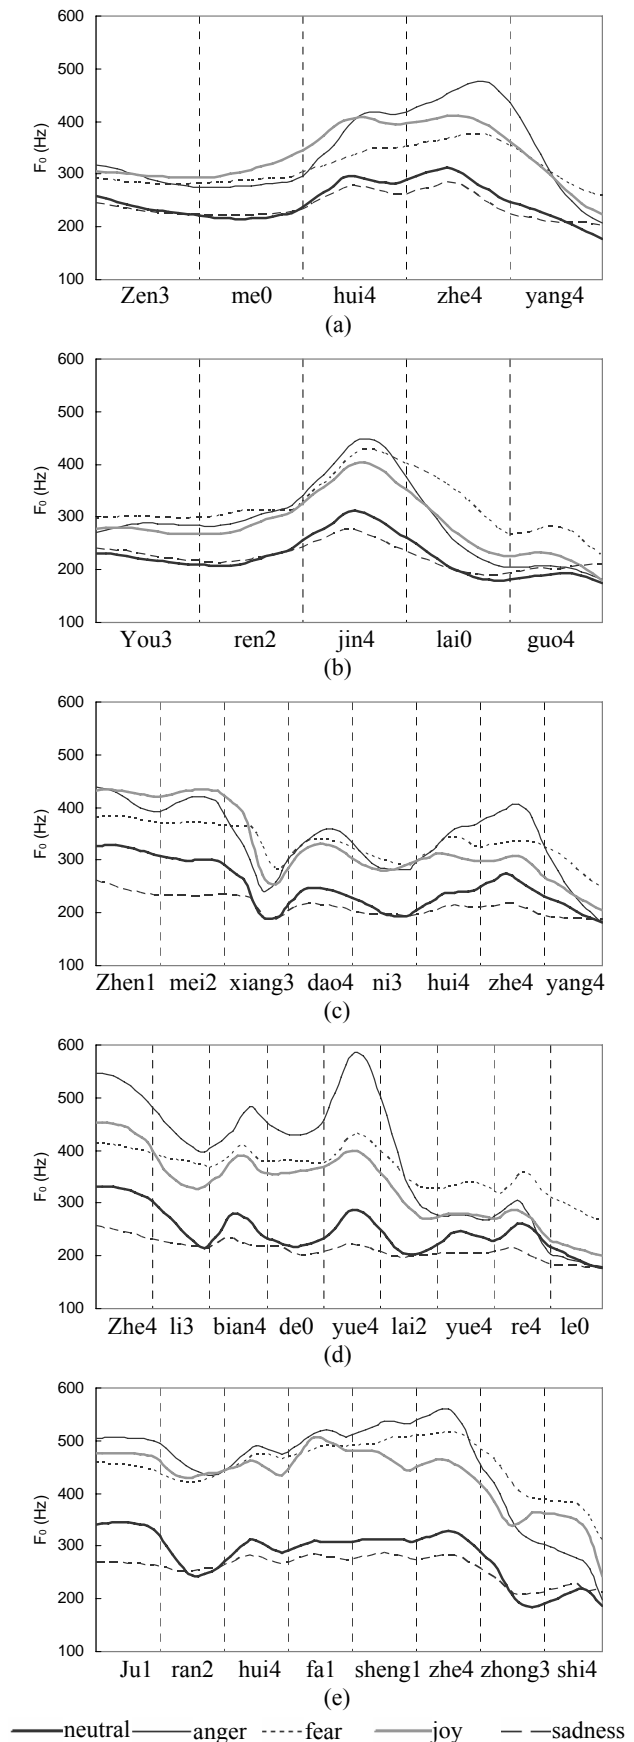 600
500
400
300
200
100
F₀ (Hz)
Zen3 me0 hui4 zhe4 yang4
(a)
600
500
400
300
200
100
F₀ (Hz)
You3 ren2 jin4 lai0 guo4
(b)
600
500
400
300
200
100
F₀ (Hz)
Zhen1 mei2 xiang3 dao4 ni3 hui4 zhe4 yang4
(c)
600
500
400
300
200
100
F₀ (Hz)
Zhe4 li3 bian4 de0 yue4 lai2 yue4 re4 le0
(d)
600
500
400
300
200
100
F₀ (Hz)
Ju1 ran2 hui4 fa1 sheng1 zhe4 zhong3 shi4
(e)
neutral anger fear joy sadness